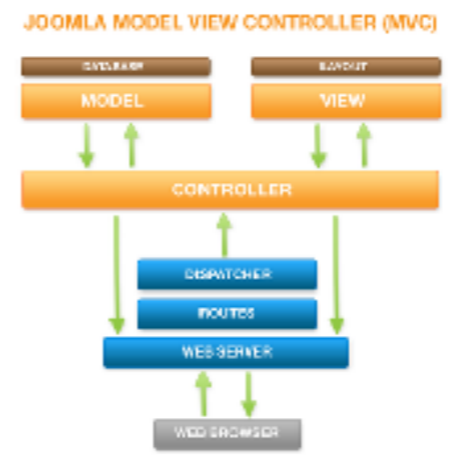 JOOMLA MODEL VIEW CONTROLLER (MVC)
DATABASE
LAYOUT
MODEL
VIEW
CONTROLLER
DISPATCHER
ROUTES
WEB SERVER
WEB BROWSER